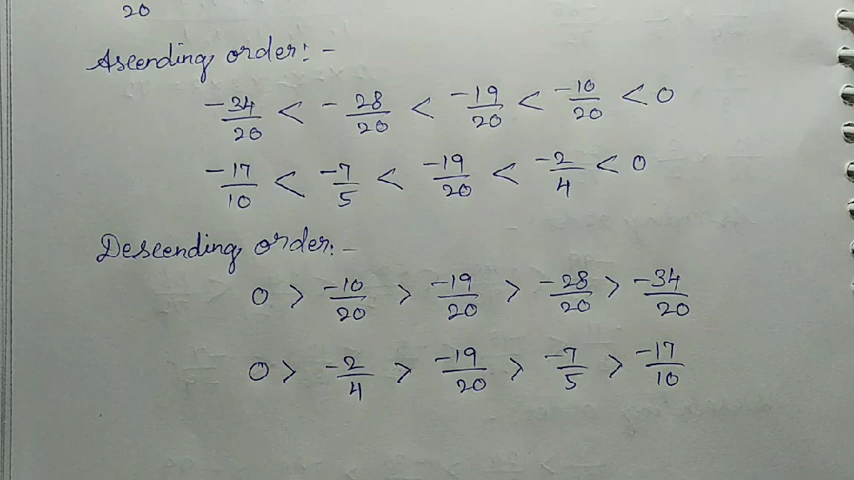 20
Ascending order:-
-34/20 < -28/20 < -19/20 < -10/20 < 0
-17/10 < -7/5 < -19/20 < -2/4 < 0
Descending order:-
0 > -10/20 > -19/20 > -28/20 > -34/20
0 > -2/4 > -19/20 > -7/5 > -17/10